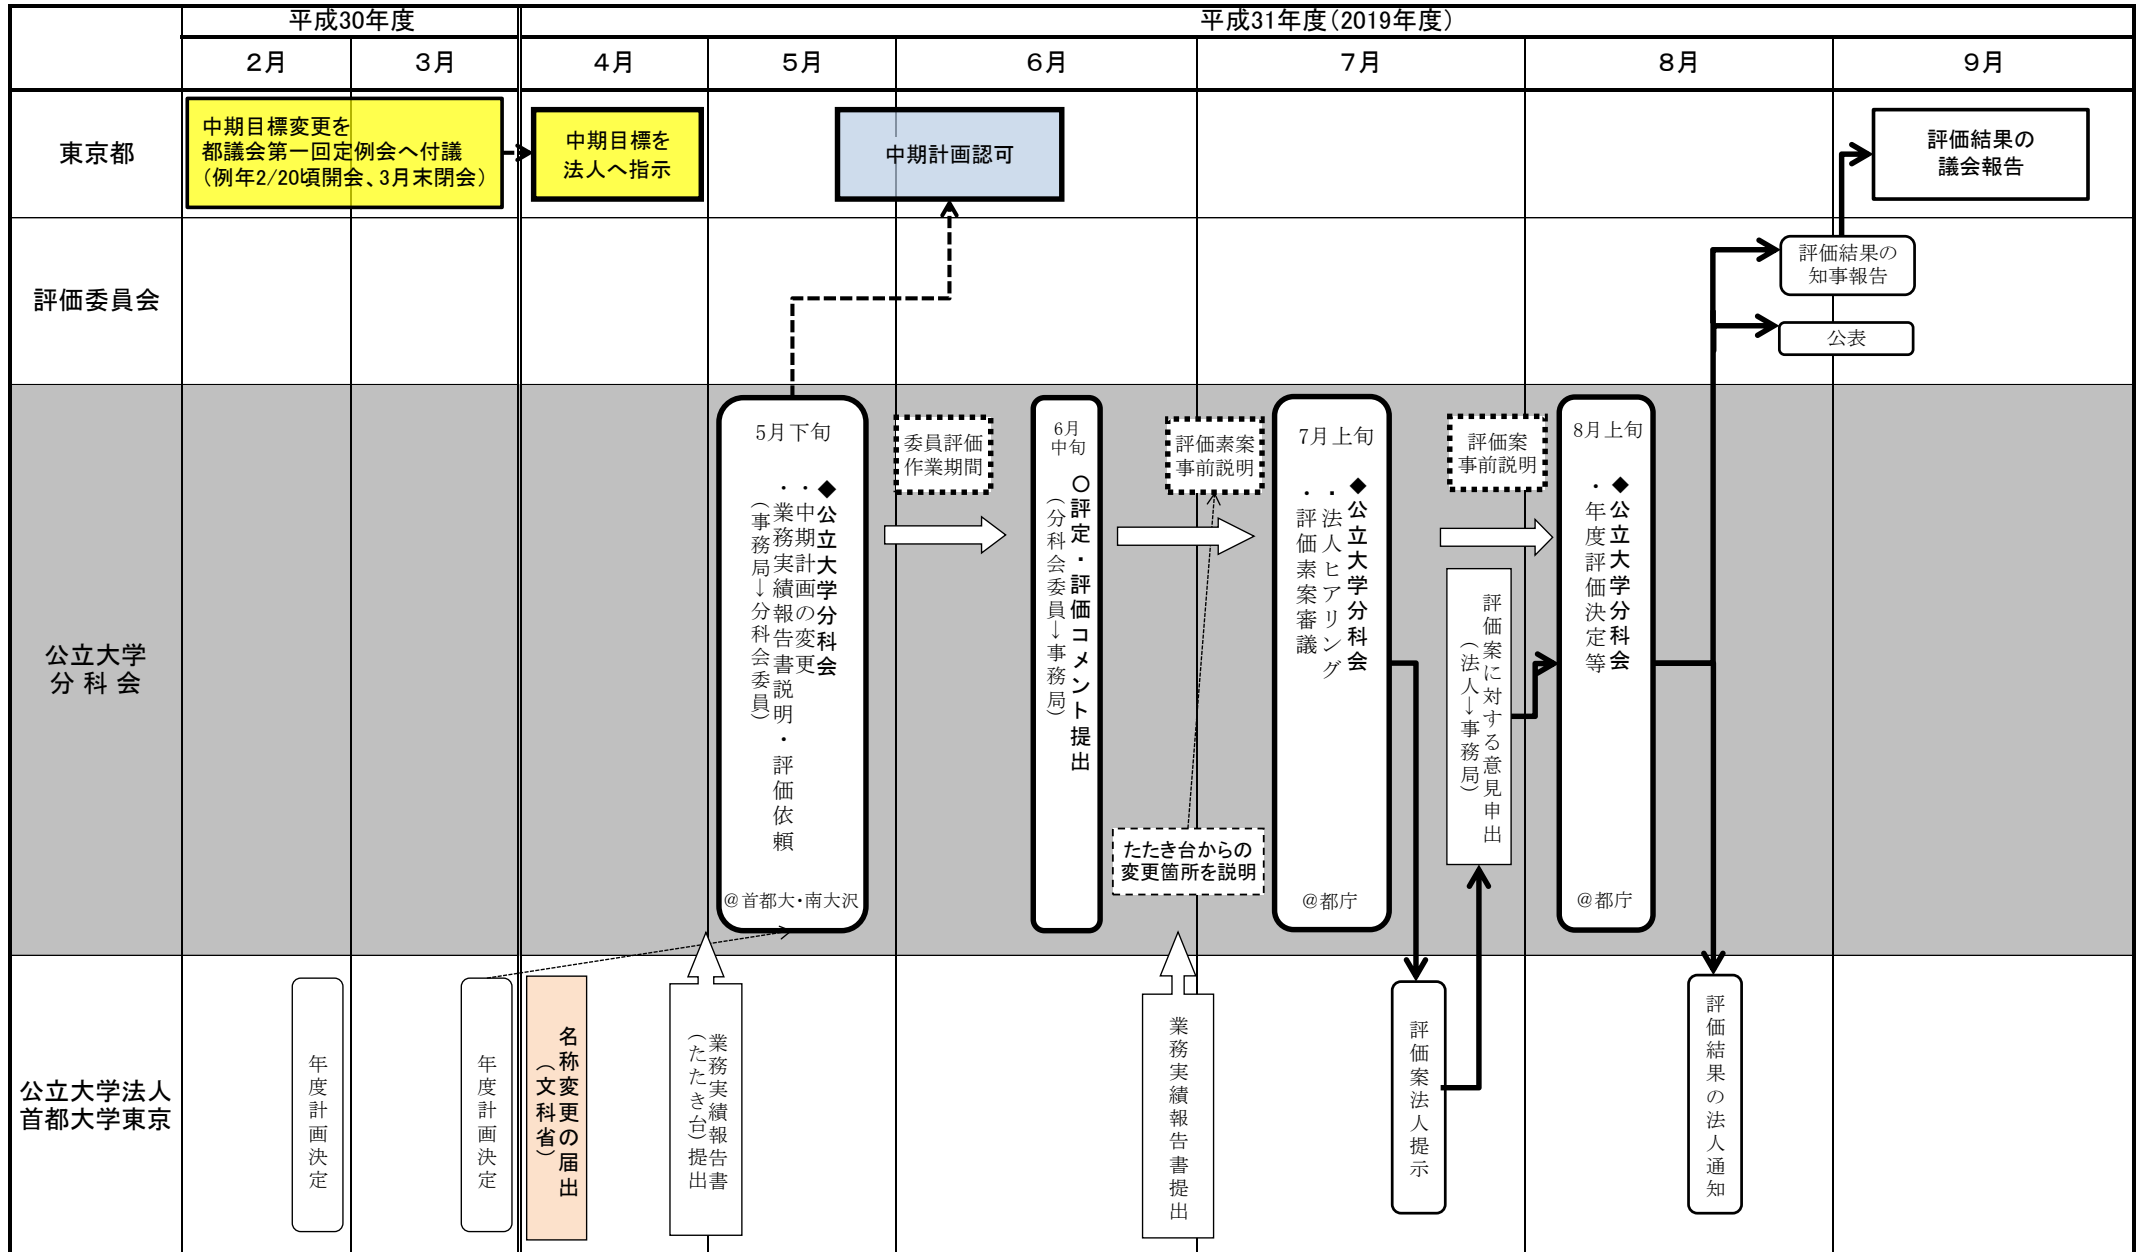 平成30年度
平成31年度(2019年度)
2月
3月
4月
5月
6月
7月
8月
9月
東京都
中期目標変更を
都議会第一回定例会へ付議
(例年2/20頃開会、3月末閉会)
中期目標を
法人へ指示
中期計画認可
評価結果の
議会報告
評価委員会
評価結果の
知事報告
公表
公立大学
分科会
5月下旬
◆公立大学分科会
・中期計画の変更
・業務実績報告書説明・評価依頼
(事務局→分科会委員)
@首都大・南大沢
委員評価
作業期間
6月
中旬
○評定・評価コメント提出
(分科会委員→事務局)
評価素案
事前説明
たたき台からの
変更箇所を説明
7月上旬
◆公立大学分科会
・法人ヒアリング
・評価素案審議
@都庁
評価案
事前説明
評価案に対する意見申出
(法人→事務局)
8月上旬
◆公立大学分科会
・年度評価決定等
@都庁
公立大学法人
首都大学東京
年度計画決定
年度計画決定
名称変更の届出
(文科省)
業務実績報告書
(たたき台)提出
業務実績報告書提出
評価案法人提示
評価結果の法人通知